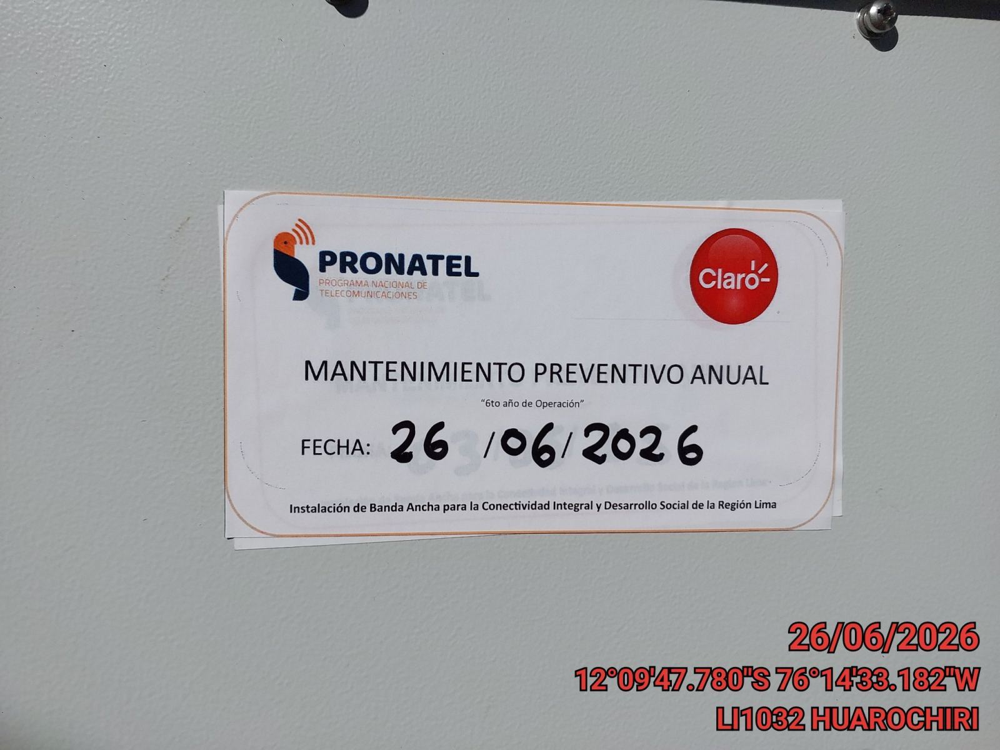 PRONATEL
PROGRAMA NACIONAL DE
TELECOMUNICACIONES
Claro
MANTENIMIENTO PREVENTIVO ANUAL
"6to año de Operación"
FECHA: 26/06/2026
Instalación de Banda Ancha para la Conectividad Integral y Desarrollo Social de la Región Lima
26/06/2026
12°09'47.780"S 76°14'33.182"W
LI1032 HUAROCHIRI